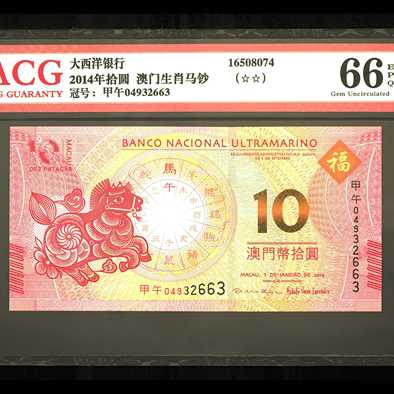 ACG
G GUARANTY
大西洋银行
2014年拾圆 澳门生肖马钞
冠号：甲午04932663
16508074
(☆☆)
66 E
P
Q
Gem Uncirculated
10
DEZ PATACAS
MACAU
BANCO NACIONAL ULTRAMARINO
福
馬
午
10
澳門幣拾圓
MACAU, 1 DE JANEIRO DE 2014
甲午04932663
甲午04932663